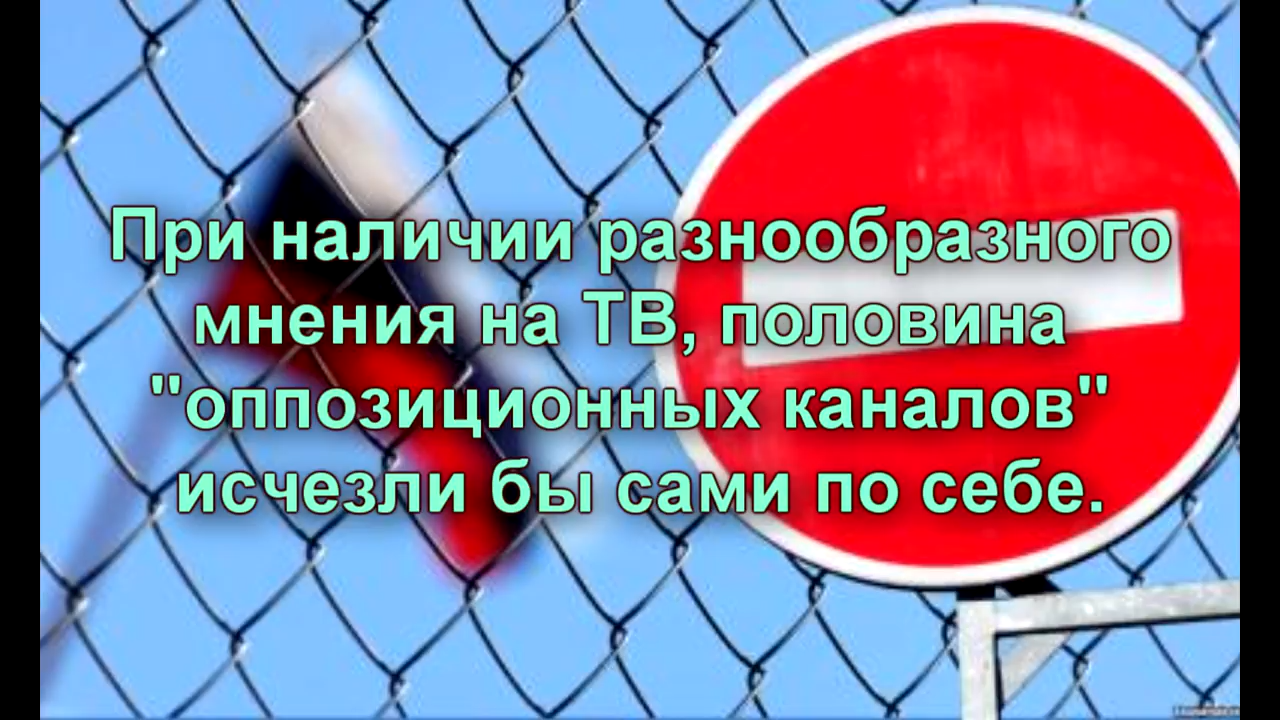 При наличии разнообразного
мнения на ТВ, половина
"оппозиционных каналов"
исчезли бы сами по себе.